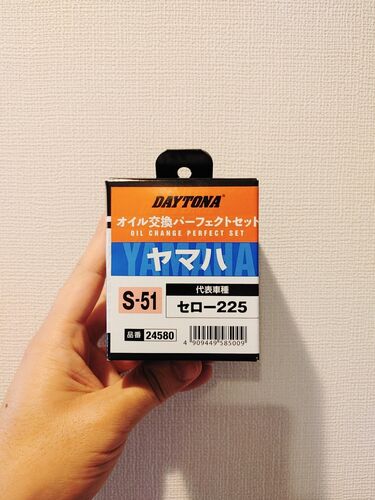 DAYTONA®
オイル交換パーフェクトセット
OIL CHANGE PERFECT SET
YAMAHA
ヤマハ
代表車種
S-51
セロー225
品番 24580
4 909449 585009